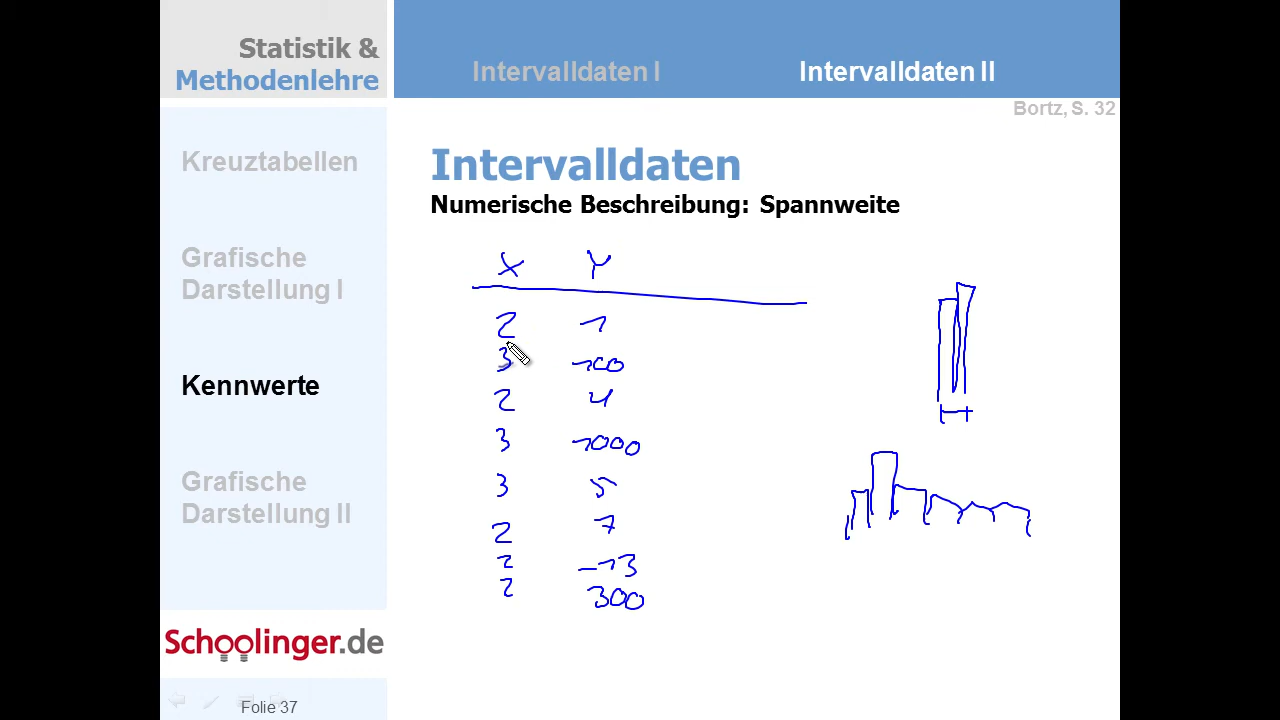 Statistik &
Methodenlehre
Intervalldaten I
Intervalldaten II
Bortz, S. 32
Kreuztabellen
Grafische
Darstellung I
Kennwerte
Grafische
Darstellung II
Schoolinger.de
Folie 37
Intervalldaten
Numerische Beschreibung: Spannweite
X Y
2 1
3 100
2 4
3 1000
3 5
2 7
2 -13
2 300